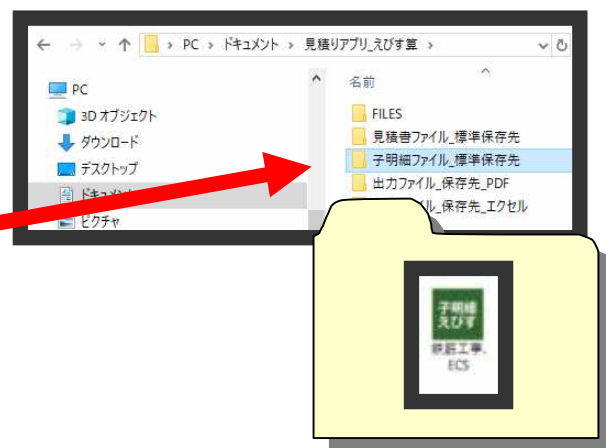 PC › ドキュメント › 見積りアプリ_えびす算 ›
PC
3D オブジェクト
ダウンロード
デスクトップ
ピクチャ
名前
FILES
見積書ファイル_標準保存先
子明細ファイル_標準保存先
出力ファイル_保存先_PDF
保存先_エクセル
子明細
えびす
鉄筋工事.
ECS